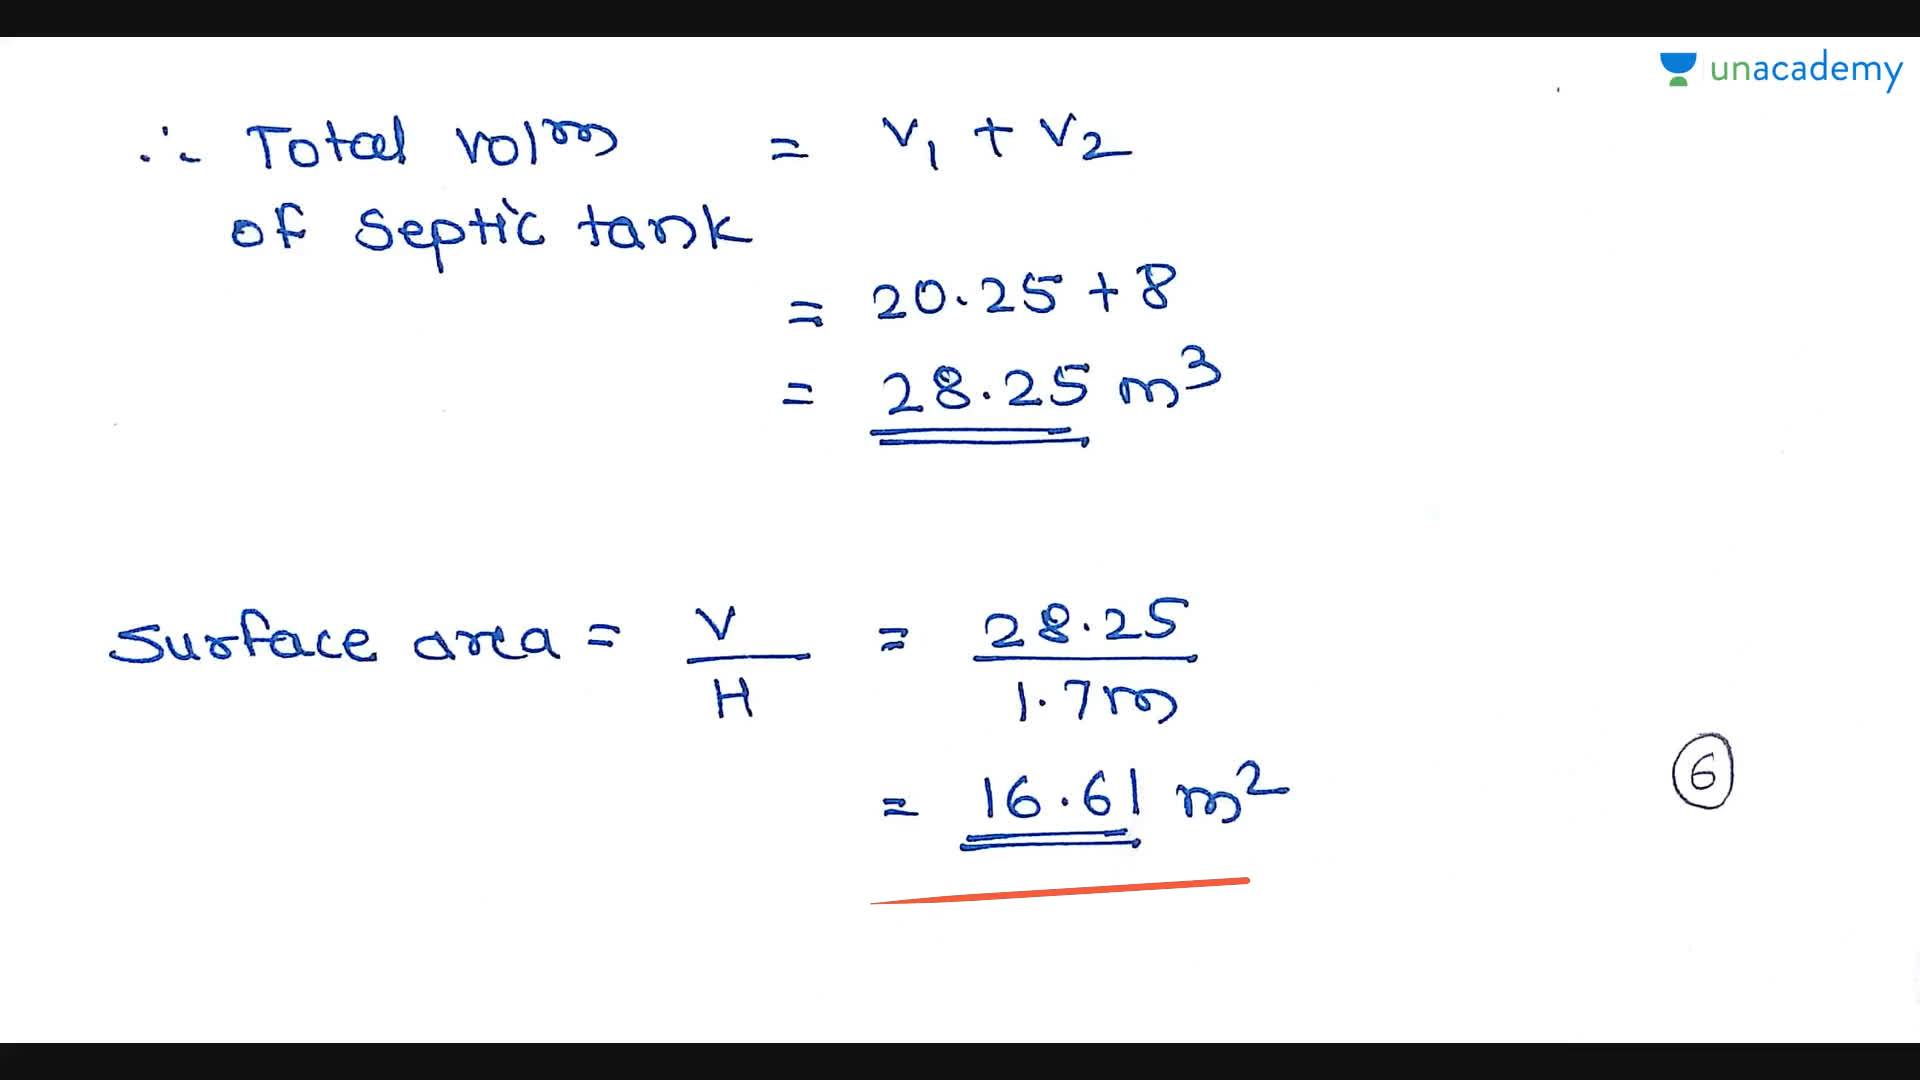 unacademy
∴ Total volm = V1 + V2
of septic tank
= 20.25 + 8
= 28.25 m³
Surface area = V/H = 28.25/1.7m
= 16.61 m²
6